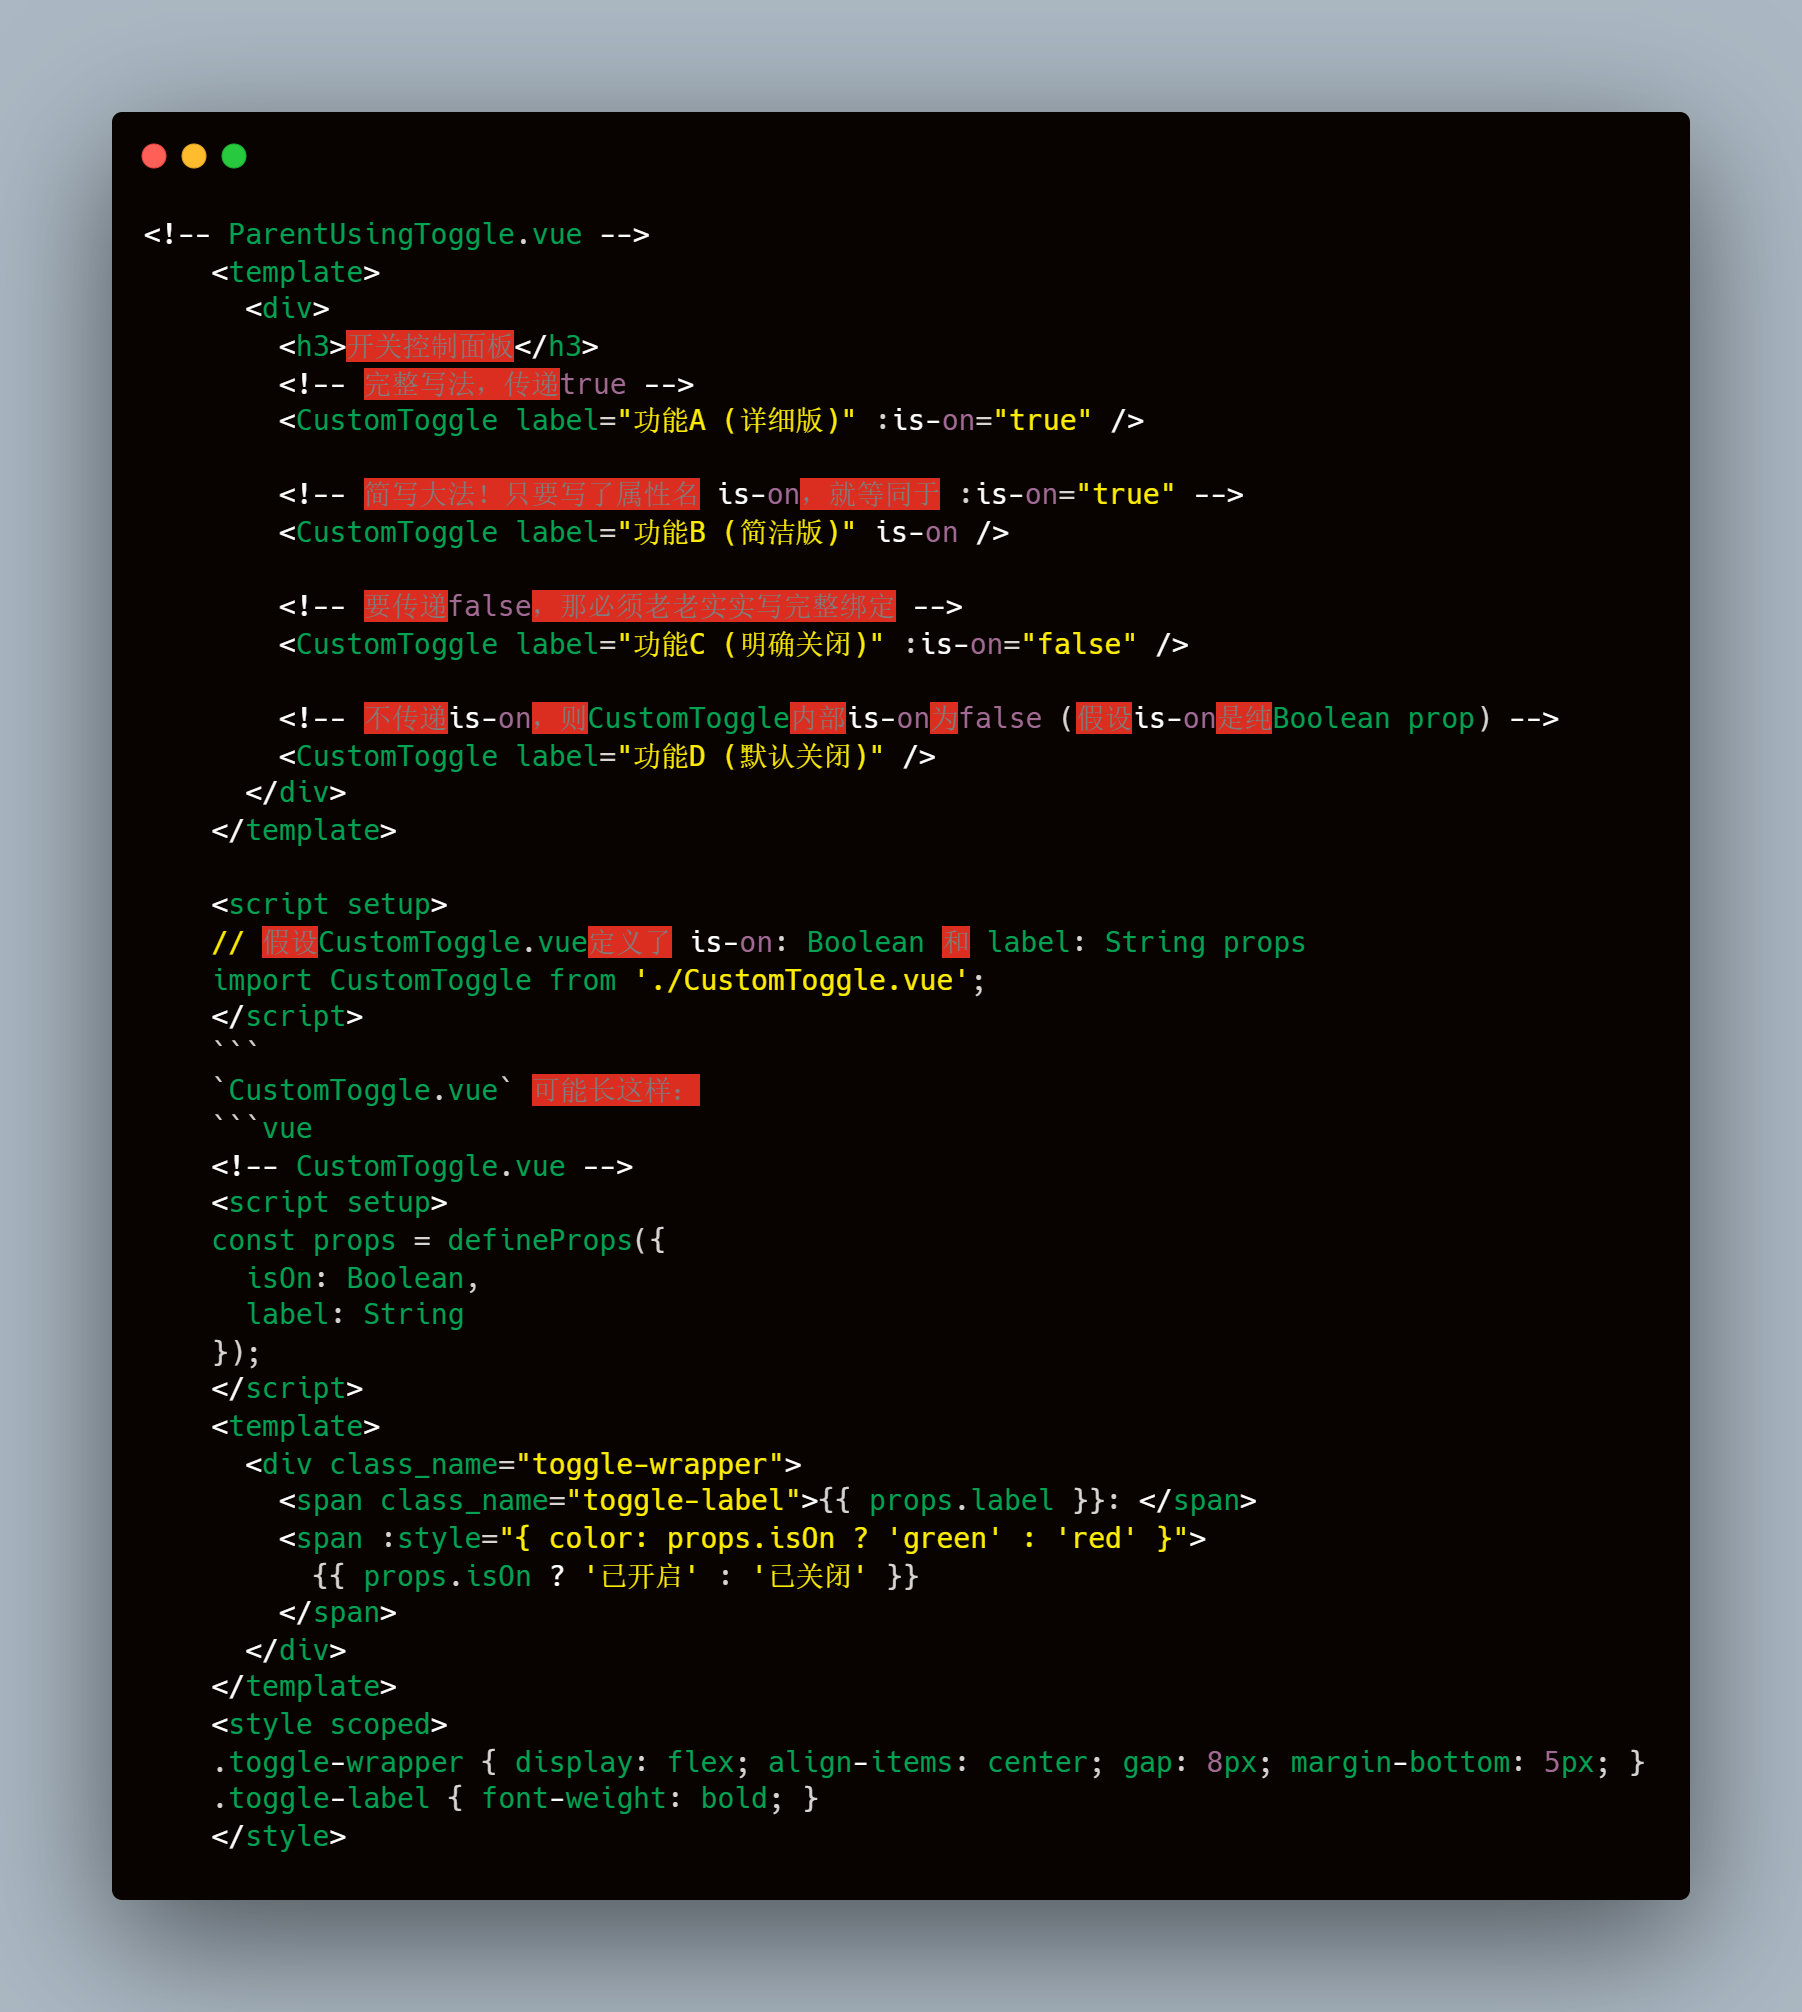 <!-- ParentUsingToggle.vue -->
    <template>
      <div>
        <h3>开关控制面板</h3>
        <!-- 完整写法，传递true -->
        <CustomToggle label="功能A (详细版)" :is-on="true" />

        <!-- 简写大法！只要写了属性名 is-on，就等同于 :is-on="true" -->
        <CustomToggle label="功能B (简洁版)" is-on />

        <!-- 要传递false，那必须老老实实写完整绑定 -->
        <CustomToggle label="功能C (明确关闭)" :is-on="false" />

        <!-- 不传递is-on，则CustomToggle内部is-on为false (假设is-on是纯Boolean prop) -->
        <CustomToggle label="功能D (默认关闭)" />
      </div>
    </template>

    <script setup>
    // 假设CustomToggle.vue定义了 is-on: Boolean 和 label: String props
    import CustomToggle from './CustomToggle.vue';
    </script>
    ```
    `CustomToggle.vue` 可能长这样：
    ```vue
    <!-- CustomToggle.vue -->
    <script setup>
    const props = defineProps({
      isOn: Boolean,
      label: String
    });
    </script>
    <template>
      <div class_name="toggle-wrapper">
        <span class_name="toggle-label">{{ props.label }}: </span>
        <span :style="{ color: props.isOn ? 'green' : 'red' }">
          {{ props.isOn ? '已开启' : '已关闭' }}
        </span>
      </div>
    </template>
    <style scoped>
    .toggle-wrapper { display: flex; align-items: center; gap: 8px; margin-bottom: 5px; }
    .toggle-label { font-weight: bold; }
    </style>